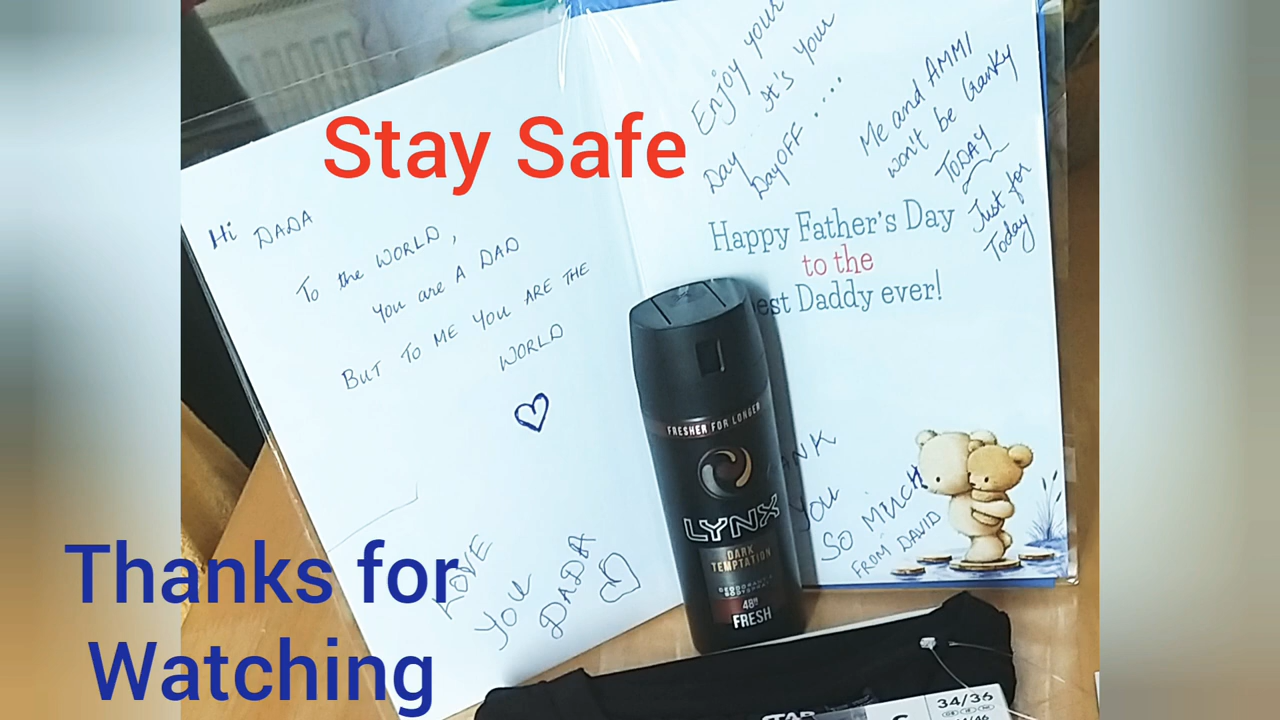 Stay Safe
Hi DADA
To the WORLD,
You are A DAD
BUT TO ME YOU ARE THE
WORLD
LOVE
You
DADA
Enjoy your
Day It's Your
DayOFF .....
Me and AMMI
won't be Cranky
TODAY
Just for
Today
Happy Father's Day
to the
est Daddy ever!
ANK
You
SO MUCH
FROM DAVID
FRESHER FOR LONGER
LYNX
DARK
TEMPTATION
DEODORANT
BODYSPRAY
48H
FRESH
STAR
S
34/36
Thanks for
Watching